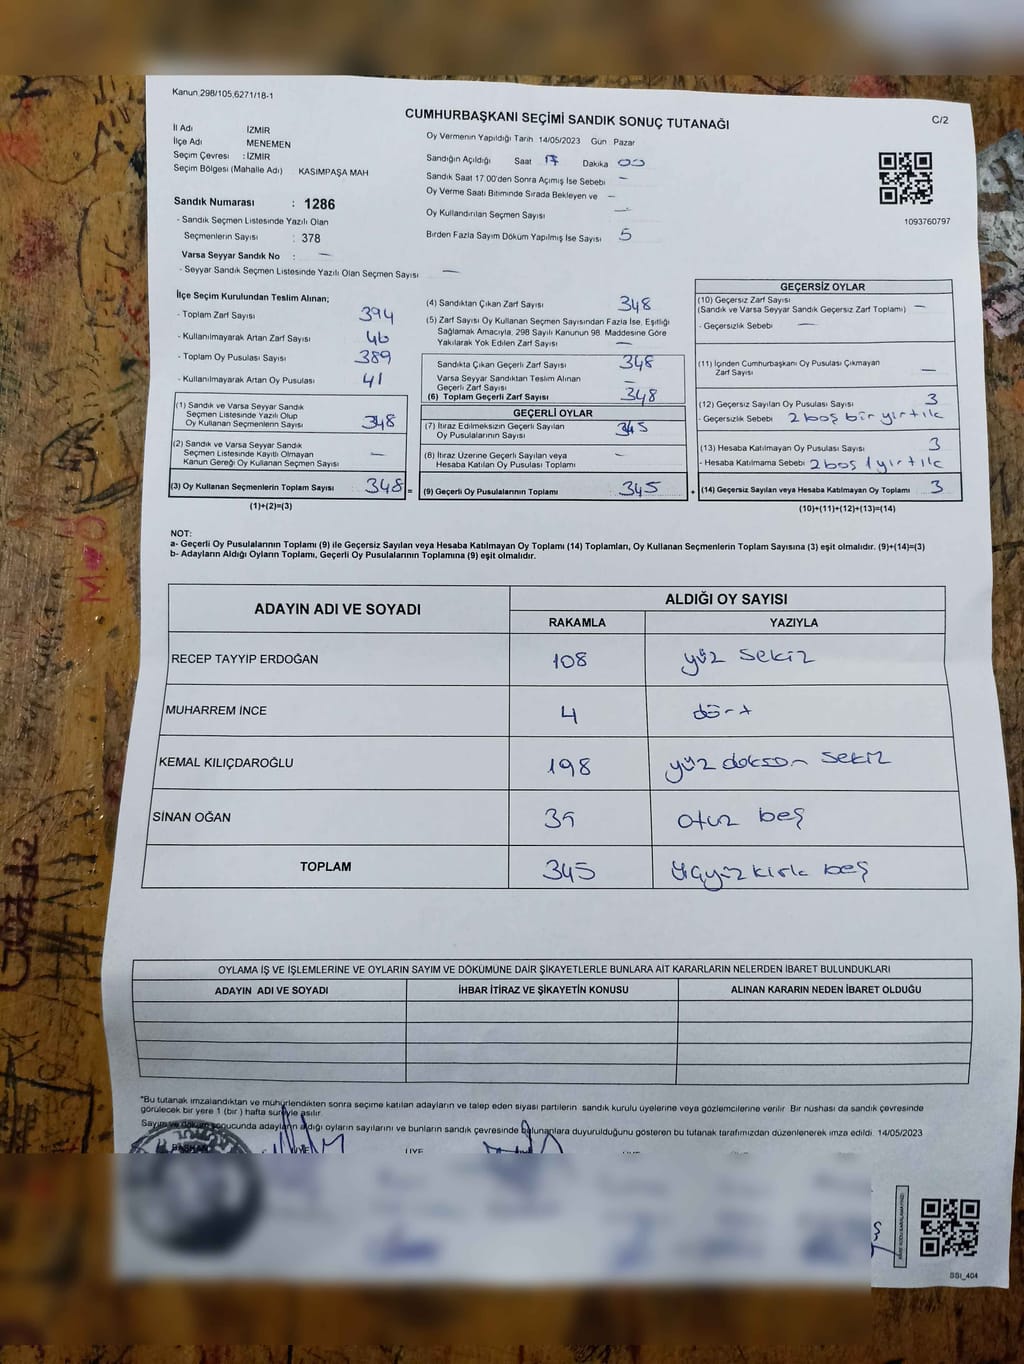 Kanun 298/105,6271/18-1
CUMHURBAŞKANI SEÇİMİ SANDIK SONUÇ TUTANAĞI
C/2
İl Adı İZMİR
İlçe Adı MENEMEN
Seçim Çevresi : İZMİR
Seçim Bölgesi (Mahalle Adı) KASIMPAŞA MAH
Sandık Numarası : 1286
- Sandık Seçmen Listesinde Yazılı Olan
Seçmenlerin Sayısı : 378
Varsa Seyyar Sandık No : —
- Seyyar Sandık Seçmen Listesinde Yazılı Olan Seçmen Sayısı —
Oy Vermenin Yapıldığı Tarih 14/05/2023 Gün Pazar
Sandığın Açıldığı Saat 17 Dakika 00
Sandık Saat 17.00'den Sonra Açımış İse Sebebi —
Oy Verme Saati Bitiminde Sırada Bekleyen ve —
Oy Kullandırılan Seçmen Sayısı —
Birden Fazla Sayım Döküm Yapılmış İse Sayısı 5
1093760797
İlçe Seçim Kurulundan Teslim Alınan;
- Toplam Zarf Sayısı 394
- Kullanılmayarak Artan Zarf Sayısı 46
- Toplam Oy Pusulası Sayısı 389
- Kullanılmayarak Artan Oy Pusulası 41
(1) Sandık ve Varsa Seyyar Sandık
Seçmen Listesinde Yazılı Olup
Oy Kullanan Seçmenlerin Sayısı 348
(2) Sandık ve Varsa Seyyar Sandık
Seçmen Listesinde Kayıtlı Olmayan
Kanun Gereği Oy Kullanan Seçmen Sayısı —
(3) Oy Kullanan Seçmenlerin Toplam Sayısı 348 =
(1)+(2)=(3)
(4) Sandıktan Çıkan Zarf Sayısı 348
(5) Zarf Sayısı Oy Kullanan Seçmen Sayısından Fazla İse, Eşitliği
Sağlamak Amacıyla, 298 Sayılı Kanunun 98. Maddesine Göre
Yakılarak Yok Edilen Zarf Sayısı —
Sandıkta Çıkan Geçerli Zarf Sayısı 348
Varsa Seyyar Sandıktan Teslim Alınan
Geçerli Zarf Sayısı —
(6) Toplam Geçerli Zarf Sayısı 348
GEÇERLİ OYLAR
(7) İtiraz Edilmeksizin Geçerli Sayılan
Oy Pusulalarının Sayısı 345
(8) İtiraz Üzerine Geçerli Sayılan veya
Hesaba Katılan Oy Pusulası Toplamı —
(9) Geçerli Oy Pusulalarının Toplamı 345 +
GEÇERSİZ OYLAR
(10) Geçersiz Zarf Sayısı
(Sandık ve Varsa Seyyar Sandık Geçersiz Zarf Toplamı) —
- Geçersizlik Sebebi —
(11) İçinden Cumhurbaşkanı Oy Pusulası Çıkmayan
Zarf Sayısı —
(12) Geçersiz Sayılan Oy Pusulası Sayısı 3
- Geçersizlik Sebebi 2 boş bir yırtık
(13) Hesaba Katılmayan Oy Pusulası Sayısı 3
- Hesaba Katılmama Sebebi 2 boş 1 yırtık
(14) Geçersiz Sayılan veya Hesaba Katılmayan Oy Toplamı 3
(10)+(11)+(12)+(13)=(14)
NOT:
a- Geçerli Oy Pusulalarının Toplamı (9) ile Geçersiz Sayılan veya Hesaba Katılmayan Oy Toplamı (14) Toplamları, Oy Kullanan Seçmenlerin Toplam Sayısına (3) eşit olmalıdır. (9)+(14)=(3)
b- Adayların Aldığı Oyların Toplamı, Geçerli Oy Pusulalarının Toplamına (9) eşit olmalıdır.
ADAYIN ADI VE SOYADI
ALDIĞI OY SAYISI
RAKAMLA YAZIYLA
RECEP TAYYİP ERDOĞAN 108 yüz sekiz
MUHARREM İNCE 4 dört
KEMAL KILIÇDAROĞLU 198 yüz doksan sekiz
SİNAN OĞAN 35 otuz beş
TOPLAM 345 üçyüz kırk beş
OYLAMA İŞ VE İŞLEMLERİNE VE OYLARIN SAYIM VE DÖKÜMÜNE DAİR ŞİKAYETLERLE BUNLARA AİT KARARLARIN NELERDEN İBARET BULUNDUKLARI
ADAYIN ADI VE SOYADI İHBAR İTİRAZ VE ŞİKAYETİN KONUSU ALINAN KARARIN NEDEN İBARET OLDUĞU
*Bu tutanak imzalandıktan ve mühürlendikten sonra seçime katılan adayların ve talep eden siyasi partilerin sandık kurulu üyelerine veya gözlemcilerine verilir. Bir nüshası da sandık çevresinde
görülecek bir yere 1 (bir) hafta süreyle asılır.
Sayım ve döküm sonucunda adayların aldığı oyların sayılarını ve bunların sandık çevresinde bulunanlara duyurulduğunu gösteren bu tutanak tarafımızdan düzenlenerek imza edildi. 14/05/2023
BAŞKAN ÜYE ÜYE
SSI_404